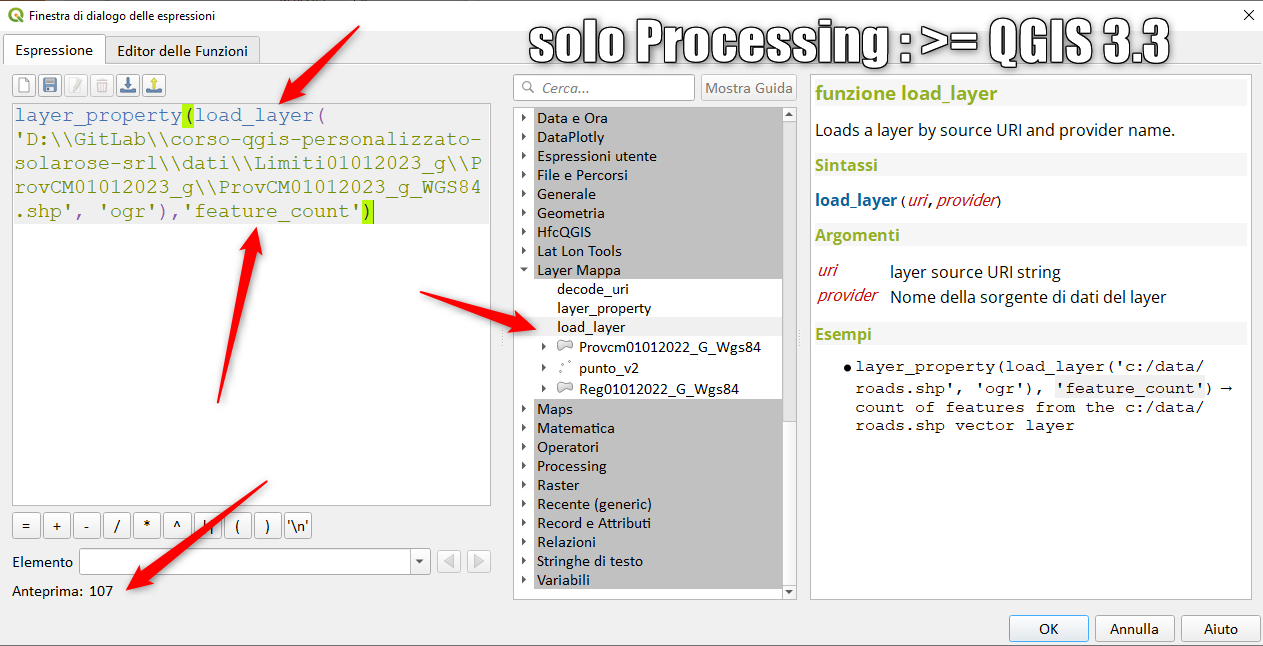 Finestra di dialogo delle espressioni
solo Processing : >= QGIS 3.3
Espressione
Editor delle Funzioni
layer_property(load_layer(
'D:\\GitLab\\corso-qgis-personalizzato-
solarose-srl\\dati\\Limiti01012023_g\\P
rovCM01012023_g\\ProvCM01012023_g_WGS84
.shp', 'ogr'),'feature_count')
= + - / * ^ || ( ) '\n'
Elemento
Anteprima: 107
Cerca...
Mostra Guida
Data e Ora
DataPlotly
Espressioni utente
File e Percorsi
Generale
Geometria
HfcQGIS
Lat Lon Tools
Layer Mappa
decode_uri
layer_property
load_layer
Provcm01012022_G_Wgs84
punto_v2
Reg01012022_G_Wgs84
Maps
Matematica
Operatori
Processing
Raster
Recente (generic)
Record e Attributi
Relazioni
Stringhe di testo
Variabili
funzione load_layer
Loads a layer by source URI and provider name.
Sintassi
load_layer(uri,provider)
Argomenti
uri layer source URI string
provider Nome della sorgente di dati del layer
Esempi
● layer_property(load_layer('c:/data/
roads.shp', 'ogr'), 'feature_count') →
count of features from the c:/data/
roads.shp vector layer
OK
Annulla
Aiuto